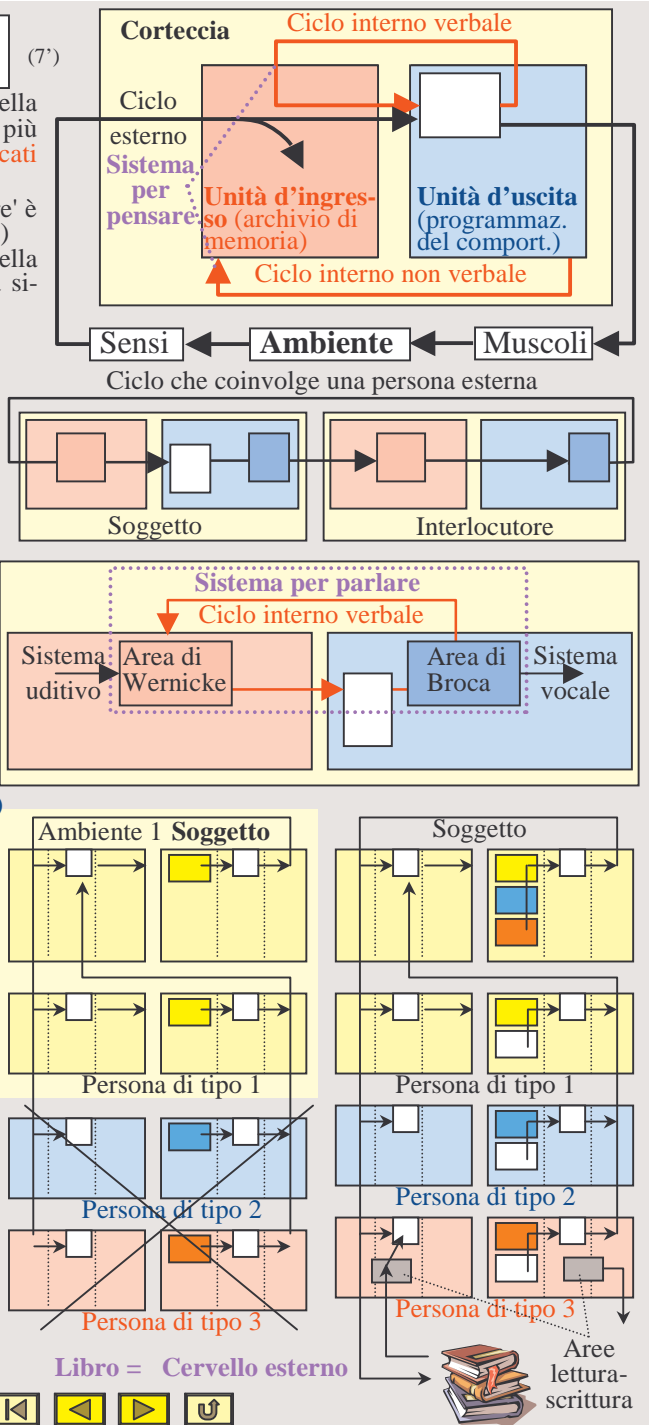 Ciclo interno verbale
Corteccia
(7’)
ella
Ciclo
più
esterno
cati
Sistema
per
pensare
Unità d’ingres-
so (archivio di
memoria)
Unità d’uscita
(programmaz.
del comport.)
e' è
)
ella
si-
Ciclo interno non verbale
Sensi Ambiente Muscoli
Ciclo che coinvolge una persona esterna
Soggetto Interlocutore
Sistema per parlare
Ciclo interno verbale
Sistema
uditivo
Area di
Wernicke
Area di
Broca
Sistema
vocale
)
Ambiente 1 Soggetto
Soggetto
Persona di tipo 1
Persona di tipo 1
Persona di tipo 2
Persona di tipo 2
Persona di tipo 3
Persona di tipo 3
Libro = Cervello esterno
Aree
lettura-
scrittura